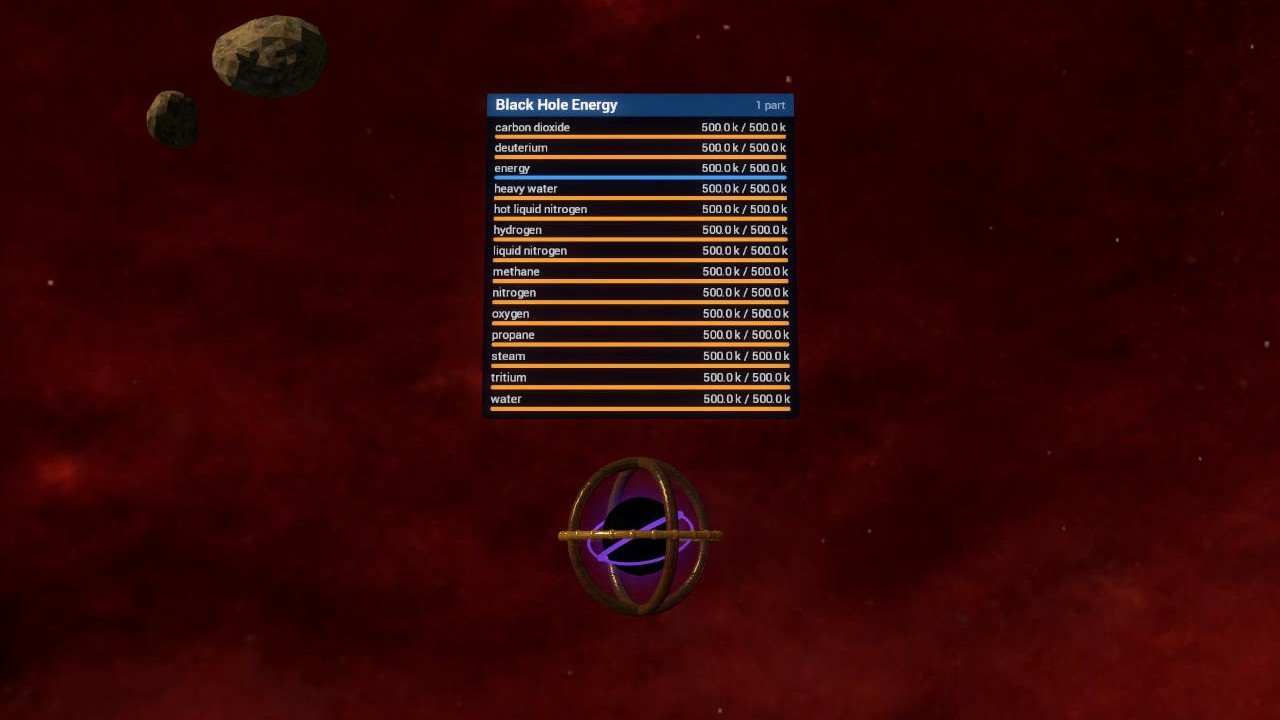 Black Hole Energy 1 part
carbon dioxide 500.0 k / 500.0 k
deuterium 500.0 k / 500.0 k
energy 500.0 k / 500.0 k
heavy water 500.0 k / 500.0 k
hot liquid nitrogen 500.0 k / 500.0 k
hydrogen 500.0 k / 500.0 k
liquid nitrogen 500.0 k / 500.0 k
methane 500.0 k / 500.0 k
nitrogen 500.0 k / 500.0 k
oxygen 500.0 k / 500.0 k
propane 500.0 k / 500.0 k
steam 500.0 k / 500.0 k
tritium 500.0 k / 500.0 k
water 500.0 k / 500.0 k